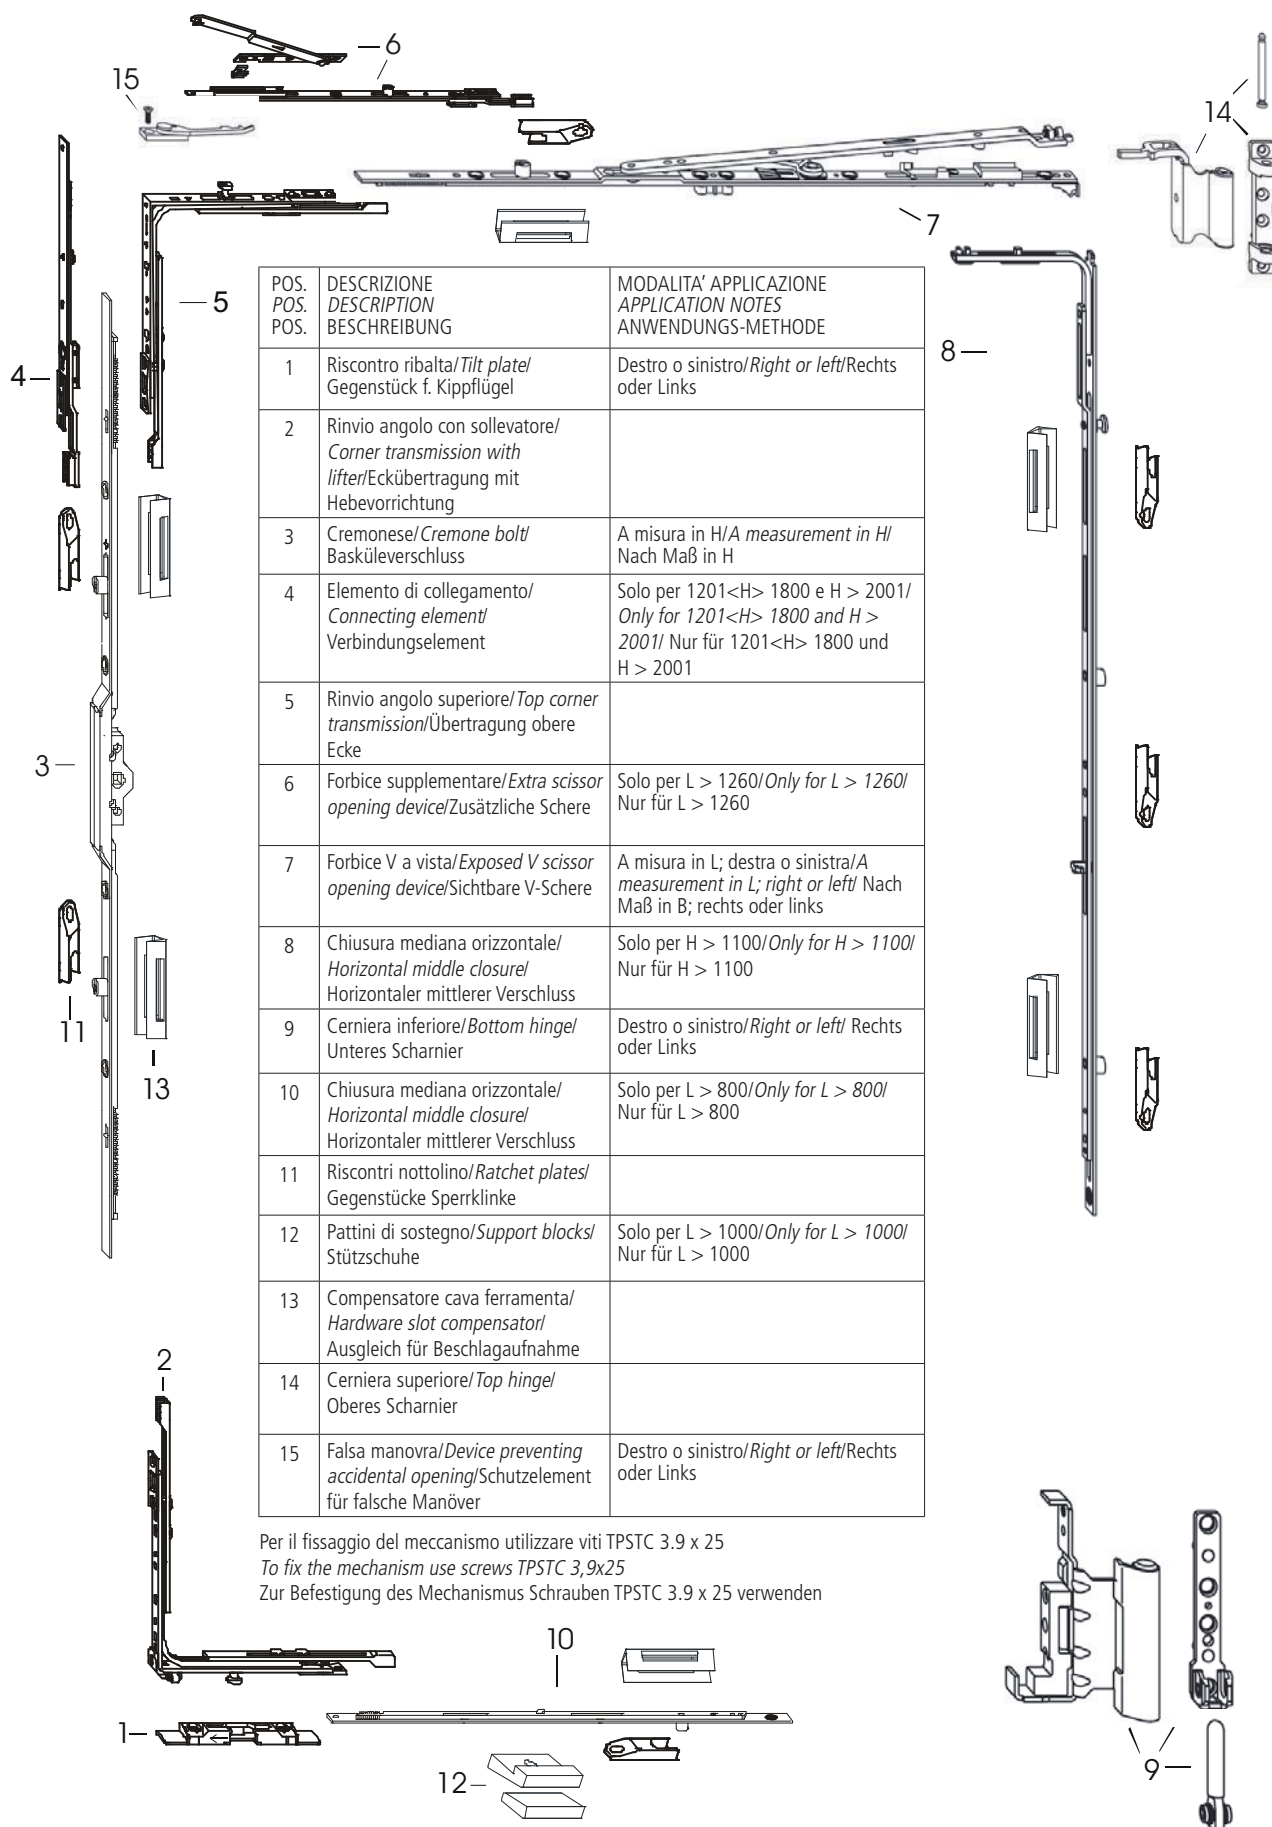 6
15
14
7
5
4
8
3
11
13
2
10
1
12
9
POS. DESCRIZIONE MODALITA’ APPLICAZIONE
POS. DESCRIPTION APPLICATION NOTES
POS. BESCHREIBUNG ANWENDUNGS-METHODE
1 Riscontro ribalta/Tilt plate/ Destro o sinistro/Right or left/Rechts
Gegenstück f. Kippflügel oder Links
2 Rinvio angolo con sollevatore/
Corner transmission with
lifter/Eckübertragung mit
Hebevorrichtung
3 Cremonese/Cremone bolt/ A misura in H/A measurement in H/
Basküleverschluss Nach Maß in H
4 Elemento di collegamento/ Solo per 1201<H> 1800 e H > 2001/
Connecting element/ Only for 1201<H> 1800 and H >
Verbindungselement 2001/ Nur für 1201<H> 1800 und
H > 2001
5 Rinvio angolo superiore/Top corner
transmission/Übertragung obere
Ecke
6 Forbice supplementare/Extra scissor Solo per L > 1260/Only for L > 1260/
opening device/Zusätzliche Schere Nur für L > 1260
7 Forbice V a vista/Exposed V scissor A misura in L; destra o sinistra/A
opening device/Sichtbare V-Schere measurement in L; right or left/ Nach
Maß in B; rechts oder links
8 Chiusura mediana orizzontale/ Solo per H > 1100/Only for H > 1100/
Horizontal middle closure/ Nur für H > 1100
Horizontaler mittlerer Verschluss
9 Cerniera inferiore/Bottom hinge/ Destro o sinistro/Right or left/ Rechts
Unteres Scharnier oder Links
10 Chiusura mediana orizzontale/ Solo per L > 800/Only for L > 800/
Horizontal middle closure/ Nur für L > 800
Horizontaler mittlerer Verschluss
11 Riscontri nottolino/Ratchet plates/
Gegenstücke Sperrklinke
12 Pattini di sostegno/Support blocks/ Solo per L > 1000/Only for L > 1000/
Stützschuhe Nur für L > 1000
13 Compensatore cava ferramenta/
Hardware slot compensator/
Ausgleich für Beschlagaufnahme
14 Cerniera superiore/Top hinge/
Oberes Scharnier
15 Falsa manovra/Device preventing Destro o sinistro/Right or left/Rechts
accidental opening/Schutzelement oder Links
für falsche Manöver
Per il fissaggio del meccanismo utilizzare viti TPSTC 3.9 x 25
To fix the mechanism use screws TPSTC 3,9x25
Zur Befestigung des Mechanismus Schrauben TPSTC 3.9 x 25 verwenden